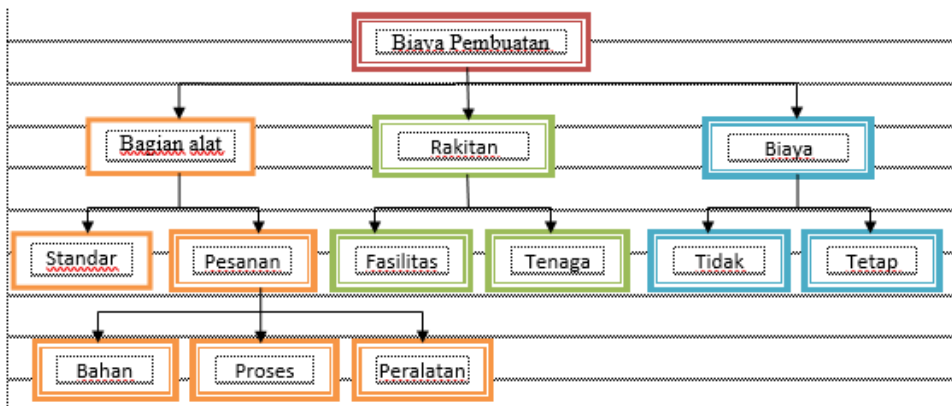 Biaya Pembuatan
Bagian alat
Rakitan
Biaya
Standar
Pesanan
Fasilitas
Tenaga
Tidak
Tetap
Bahan
Proses
Peralatan